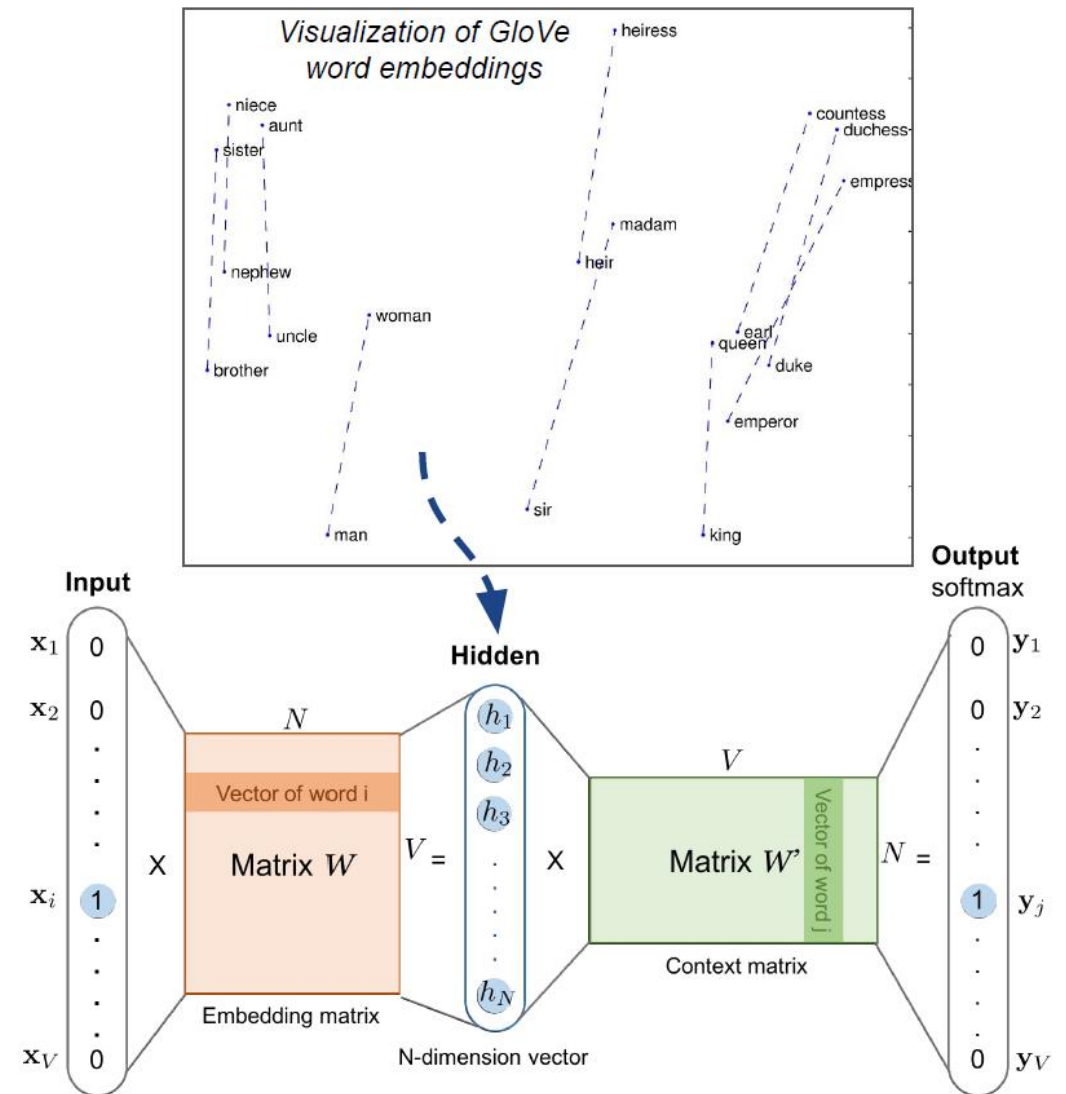 Visualization of GloVe
word embeddings
heiress
niece
aunt
sister
countess
duchess
empress
madam
heir
nephew
woman
uncle
earl
queen
brother
duke
emperor
sir
man
king
Input
Output
softmax
Hidden
x₁ 0
x₂ 0
xᵢ 1
x_V 0
X
N
Vector of word i
Matrix W
V =
Embedding matrix
h₁
h₂
h₃
h_N
N-dimension vector
X
V
Vector of word j
Matrix W'
N =
Context matrix
0 y₁
0 y₂
1 yⱼ
0 y_V